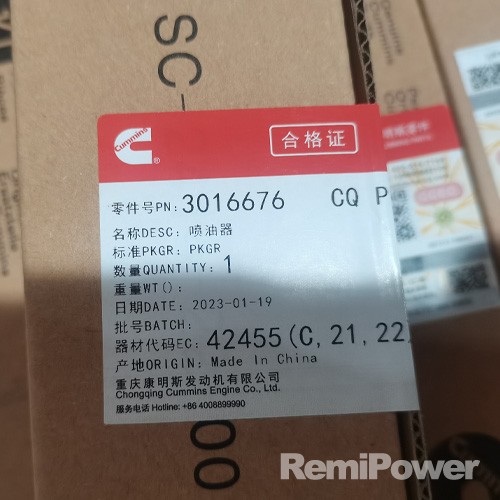 SC-
Cummins
合格证
零件号PN: 3016676 CQ P
名称DESC: 喷油器
标准PKGR: PKGR
数量QUANTITY: 1
重量WT():
日期DATE: 2023-01-19
批号BATCH:
器材代码EC: 42455(C,21,22
产地ORIGIN: Made In China
重庆康明斯发动机有限公司
Chongqing Cummins Engine Co., Ltd
服务电话 Hotline: +86 4008899990
00
RemiPower